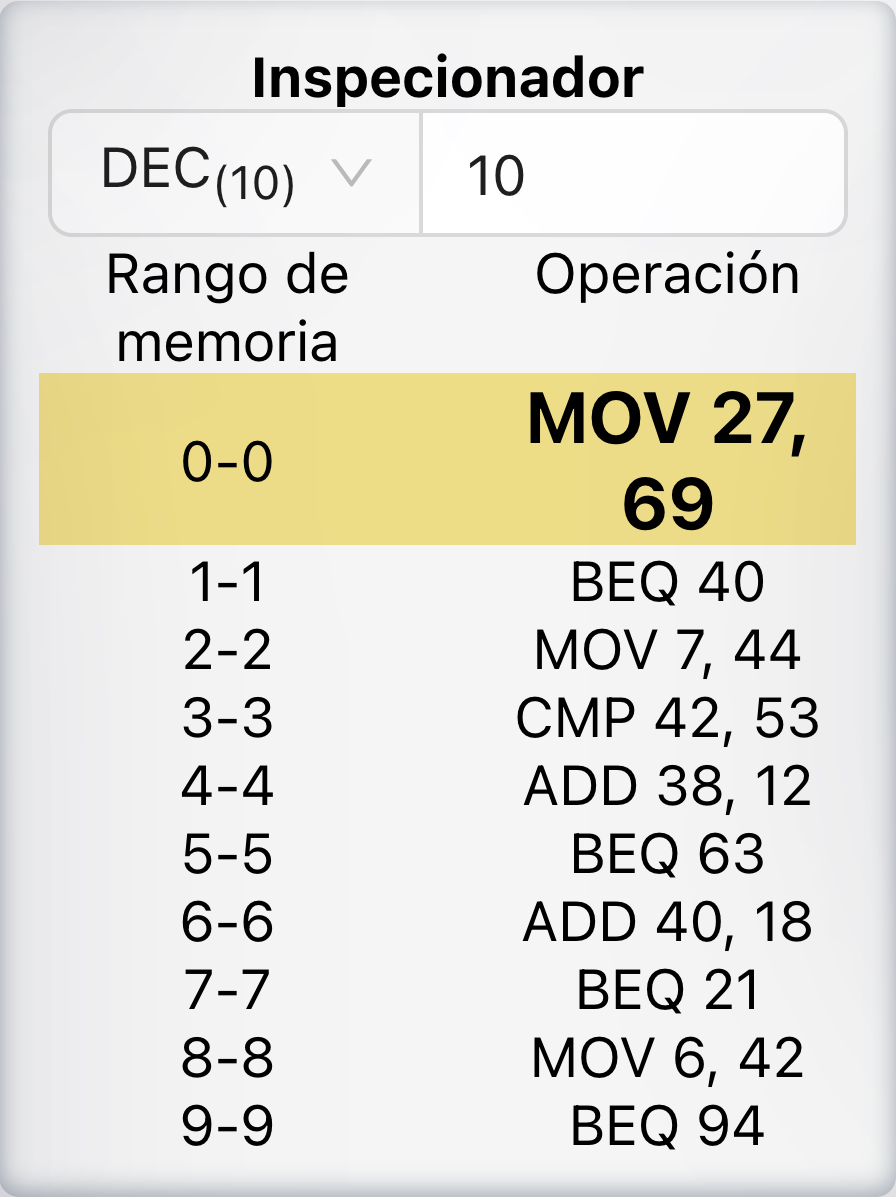 Inspecionador
DEC(10) 10
Rango de memoria Operación
0-0 MOV 27, 69
1-1 BEQ 40
2-2 MOV 7, 44
3-3 CMP 42, 53
4-4 ADD 38, 12
5-5 BEQ 63
6-6 ADD 40, 18
7-7 BEQ 21
8-8 MOV 6, 42
9-9 BEQ 94